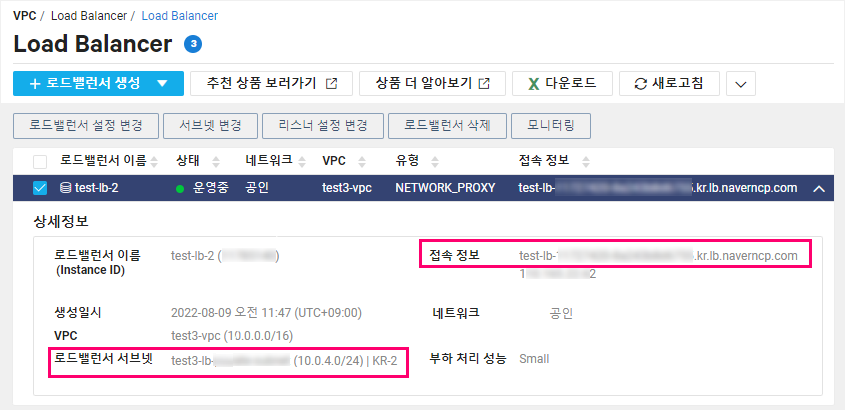 VPC / Load Balancer / Load Balancer
Load Balancer 3
+ 로드밸런서 생성 추천 상품 보러가기 상품 더 알아보기 X 다운로드 새로고침
로드밸런서 설정 변경 서브넷 변경 리스너 설정 변경 로드밸런서 삭제 모니터링
로드밸런서 이름 상태 네트워크 VPC 유형 접속 정보
test-lb-2 운영중 공인 test3-vpc NETWORK_PROXY test-lb- .kr.lb.naverncp.com
상세정보
로드밸런서 이름 test-lb-2 ( ) 접속 정보 test-lb- .kr.lb.naverncp.com
(Instance ID)
생성일시 2022-08-09 오전 11:47 (UTC+09:00) 네트워크 공인
VPC test3-vpc (10.0.0.0/16)
로드밸런서 서브넷 test3-lb- (10.0.4.0/24) | KR-2 부하 처리 성능 Small